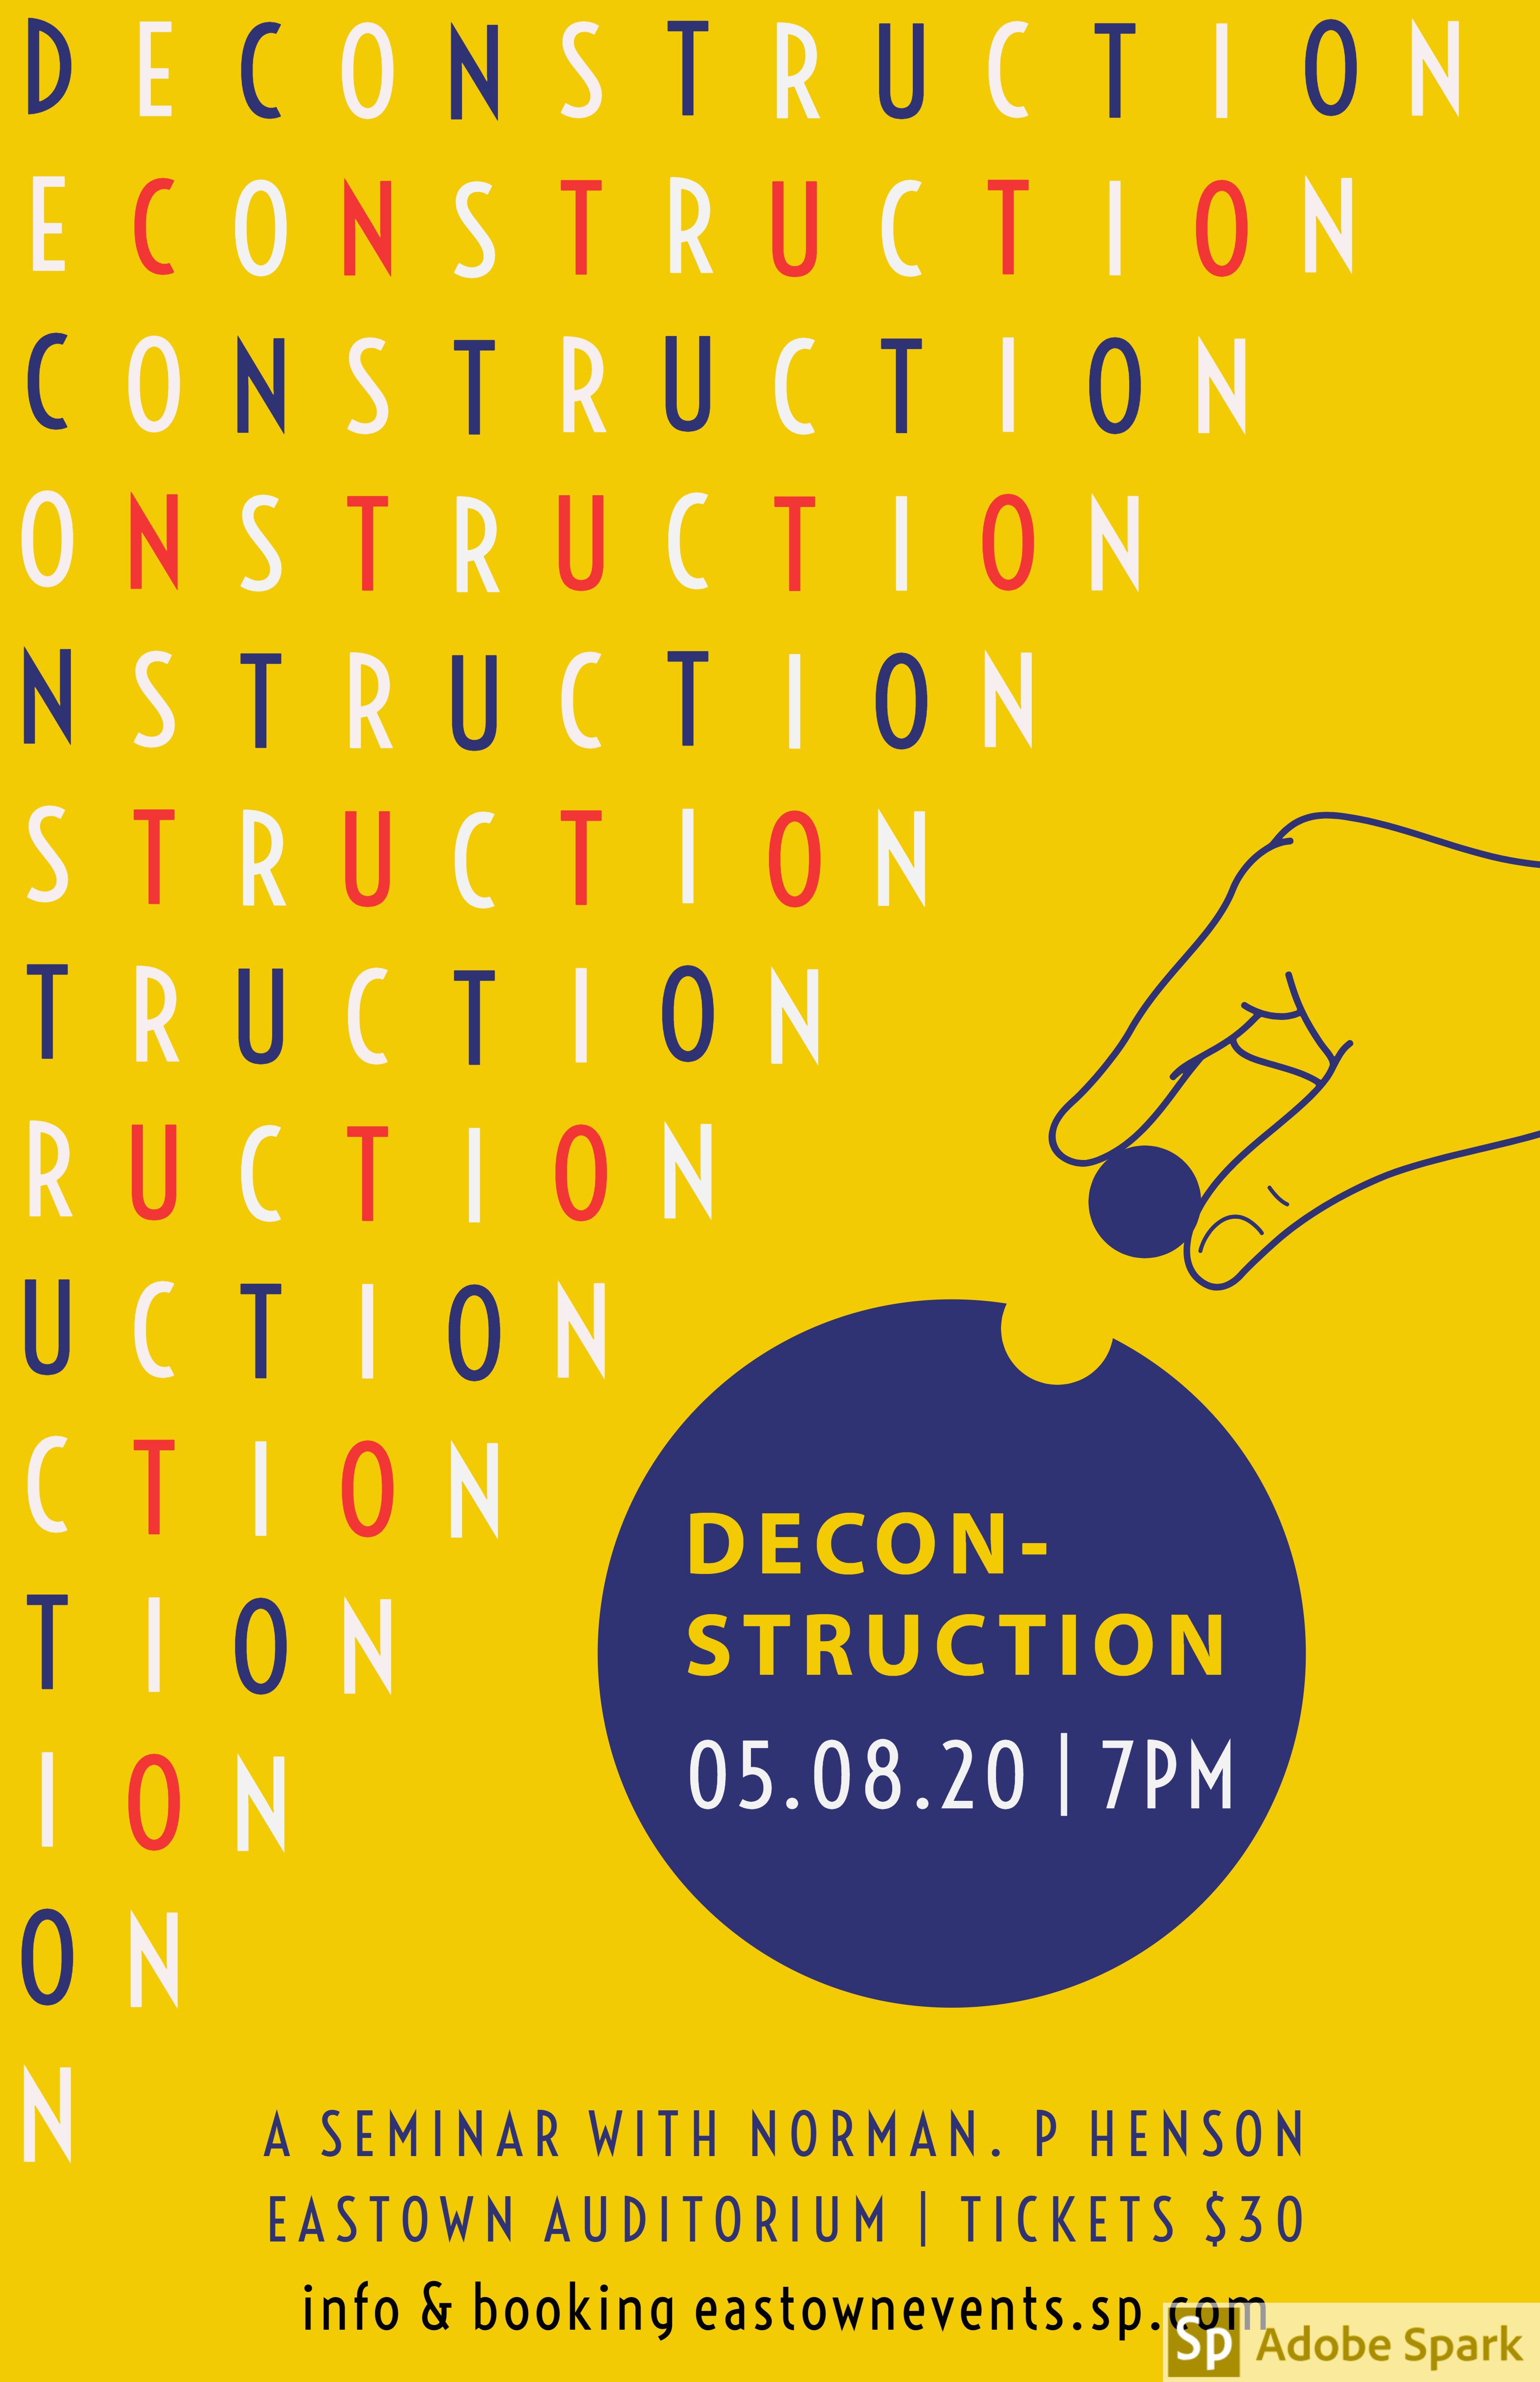 DECONSTRUCTION
ECONSTRUCTION
CONSTRUCTION
ONSTRUCTION
NSTRUCTION
STRUCTION
TRUCTION
RUCTION
UCTION
CTION
TION
ION
ON
N
DECON-
STRUCTION
05.08.20 | 7PM
A SEMINAR WITH NORMAN. P HENSON
EASTOWN AUDITORIUM | TICKETS $30
info & booking eastownevents.sp.com
Sp Adobe Spark